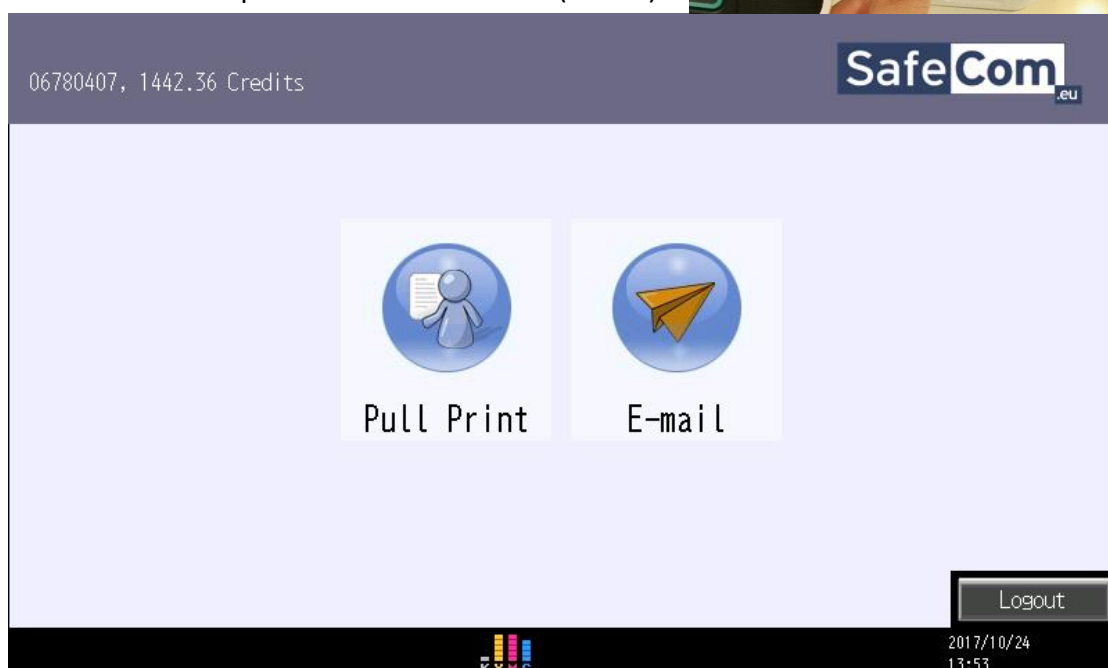 06780407, 1442.36 Credits
SafeCom
.eu
Pull Print
E-mail
Logout
2017/10/24
13:53
K Y M C